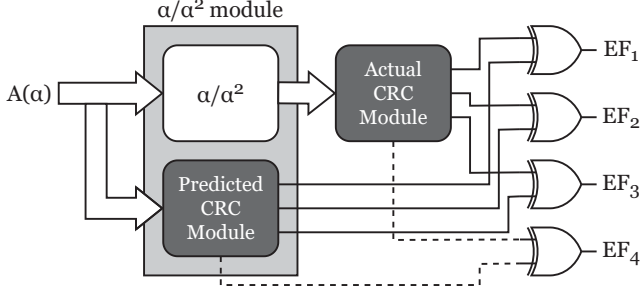 α/α² module
A(α)
α/α²
Actual
CRC
Module
Predicted
CRC
Module
EF₁
EF₂
EF₃
EF₄